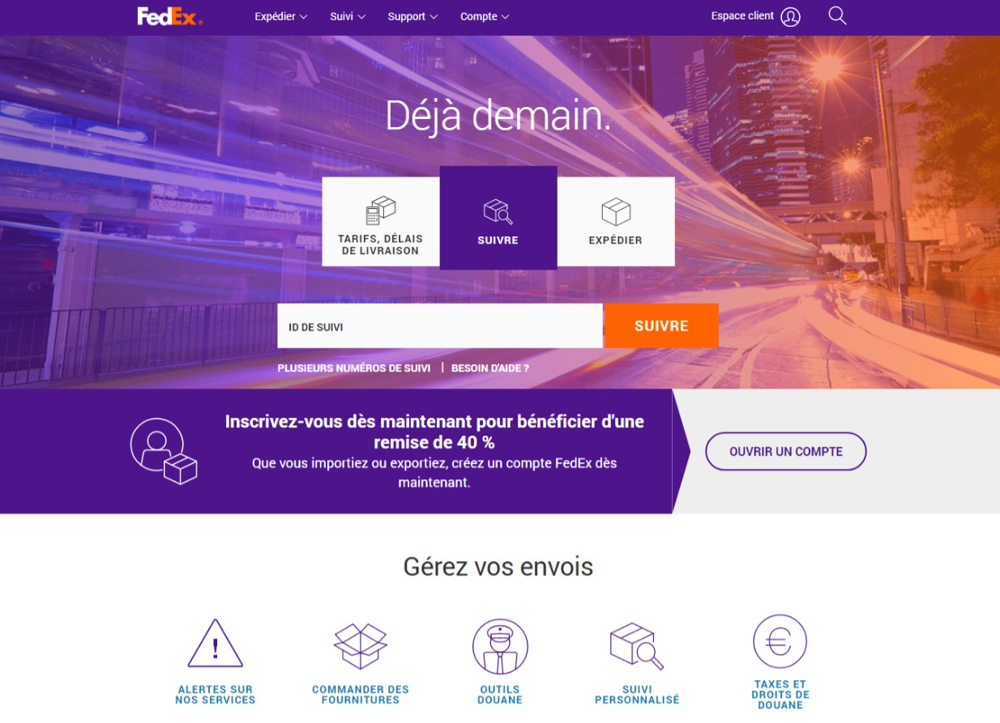 FedEx®
Expédier
Suivi
Support
Compte
Espace client
Déjà demain.
TARIFS, DÉLAIS
DE LIVRAISON
SUIVRE
EXPÉDIER
ID DE SUIVI
SUIVRE
PLUSIEURS NUMÉROS DE SUIVI | BESOIN D'AIDE ?
Inscrivez-vous dès maintenant pour bénéficier d'une
remise de 40 %
Que vous importiez ou exportiez, créez un compte FedEx dès
maintenant.
OUVRIR UN COMPTE
Gérez vos envois
ALERTES SUR
NOS SERVICES
COMMANDER DES
FOURNITURES
OUTILS
DOUANE
SUIVI
PERSONNALISÉ
TAXES ET
DROITS DE
DOUANE